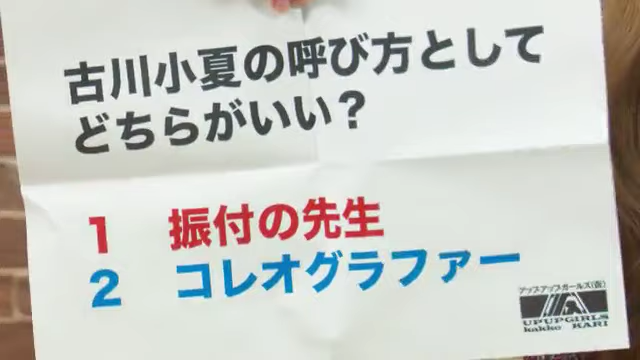 古川小夏の呼び方として
どちらがいい？
1 振付の先生
2 コレオグラファー
アップアップガールズ(仮)
UPUPGIRLS
kakko KARI